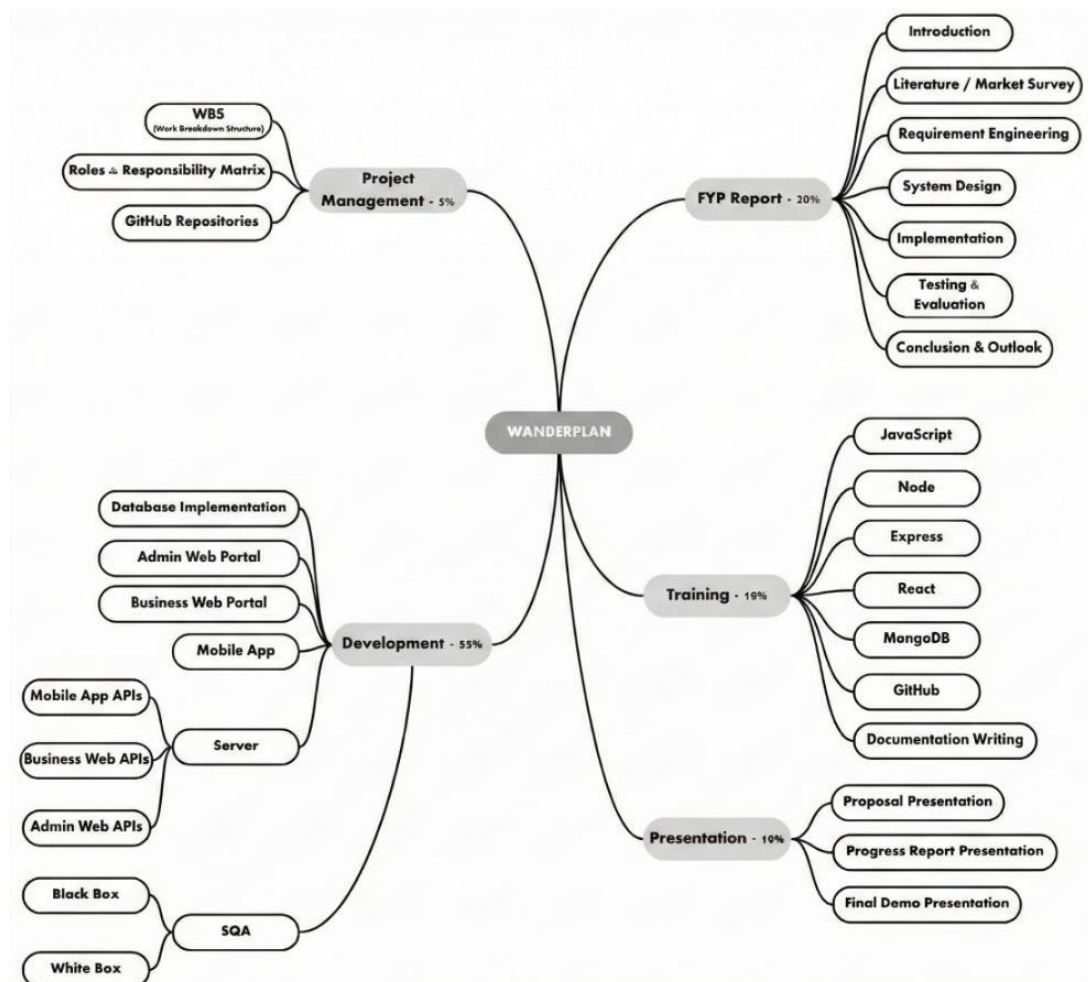 Introduction
Literature / Market Survey
Requirement Engineering
System Design
Implementation
Testing &
Evaluation
Conclusion & Outlook
FYP Report - 20%
WBS
(Work Breakdown Structure)
Roles & Responsibility Matrix
GitHub Repositories
Project
Management - 5%
WANDERPLAN
JavaScript
Node
Express
React
MongoDB
GitHub
Documentation Writing
Training - 19%
Database Implementation
Admin Web Portal
Business Web Portal
Mobile App
Development - 55%
Mobile App APIs
Business Web APIs
Admin Web APIs
Server
Black Box
White Box
SQA
Presentation - 10%
Proposal Presentation
Progress Report Presentation
Final Demo Presentation